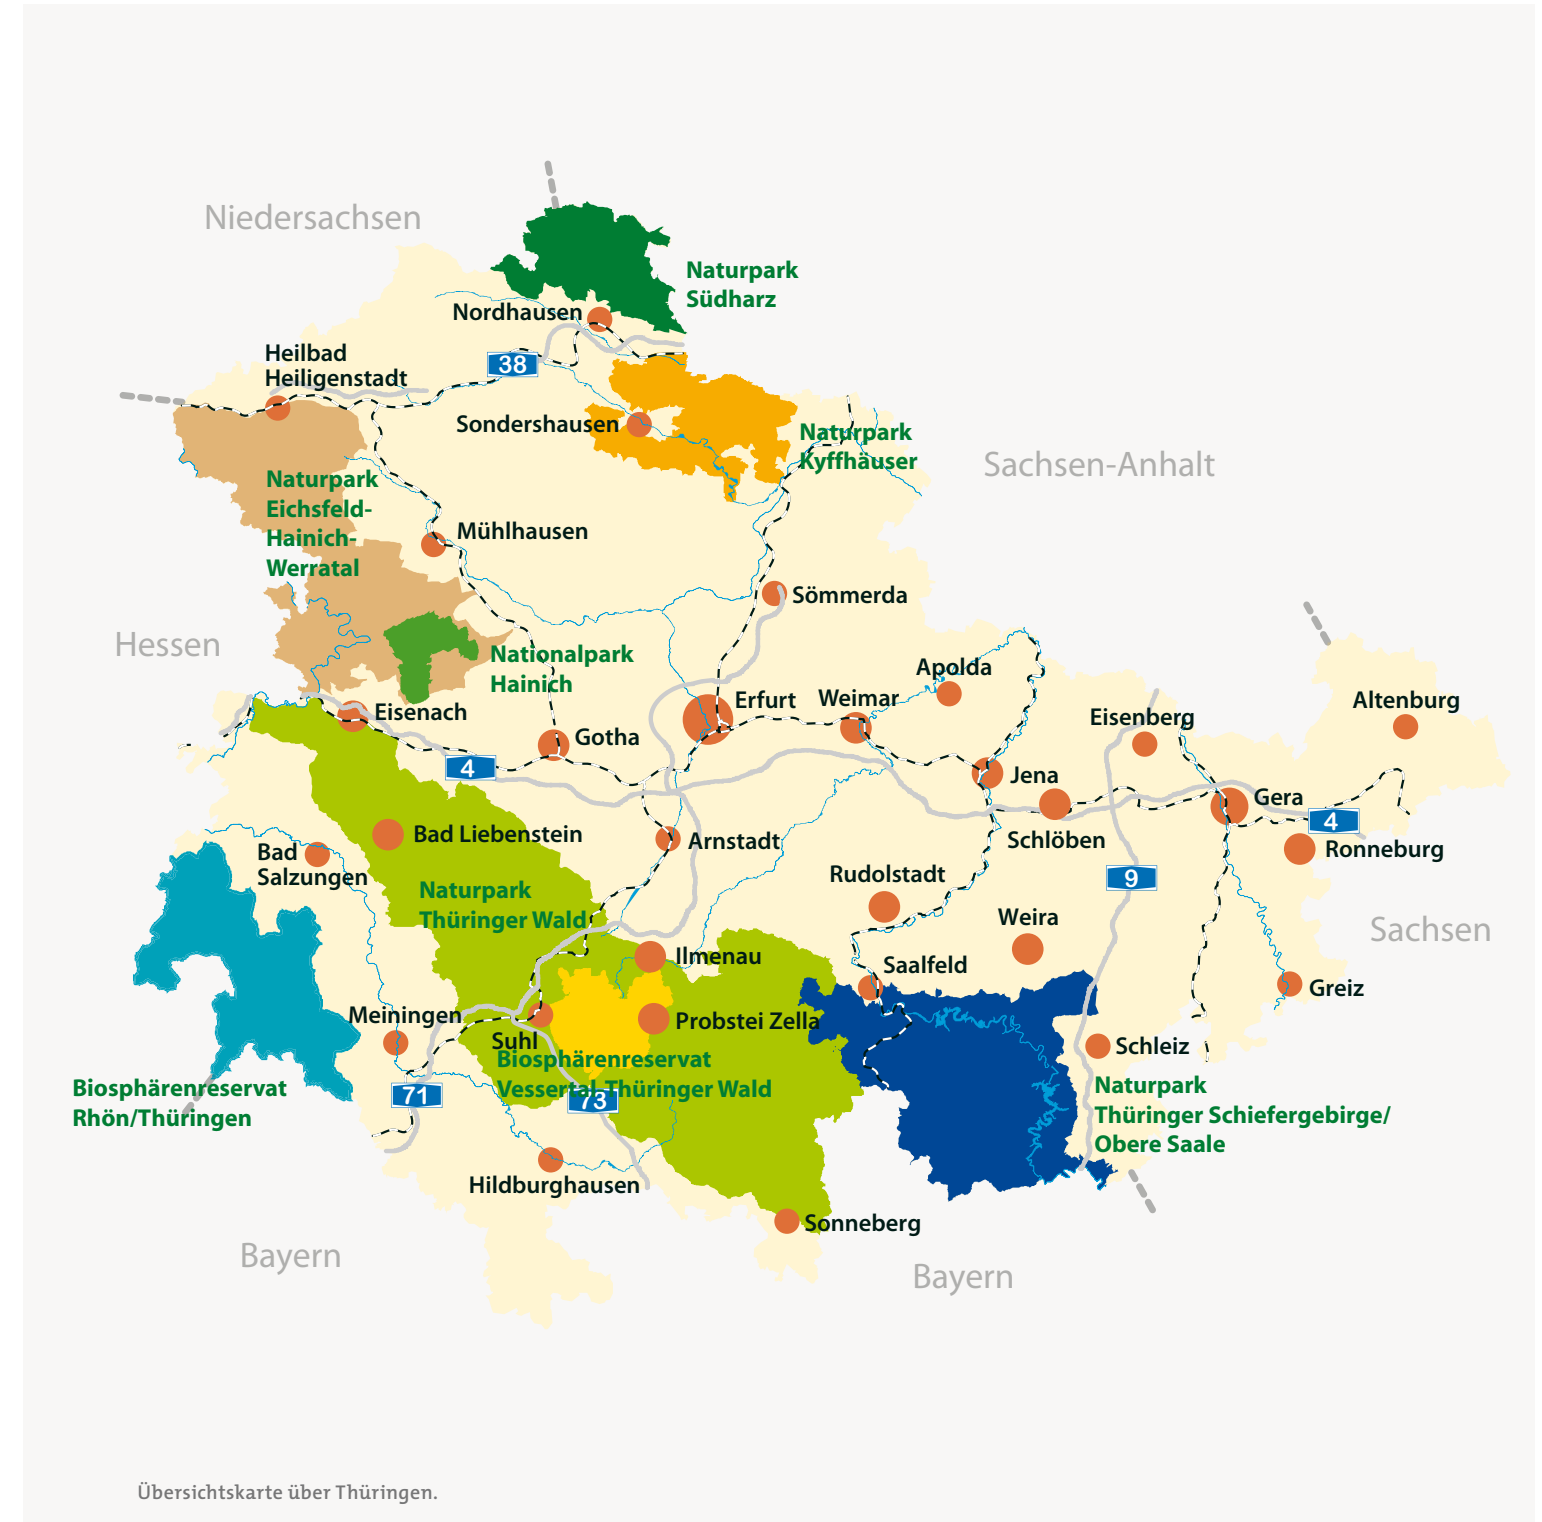 Niedersachsen
Naturpark
Südharz
Nordhausen
Heilbad
Heiligenstadt
38
Sondershausen
Naturpark
Kyffhäuser
Sachsen-Anhalt
Naturpark
Eichsfeld-
Hainich-
Werratal
Mühlhausen
Sömmerda
Hessen
Nationalpark
Hainich
Apolda
Eisenach
Erfurt
Weimar
Eisenberg
Altenburg
Gotha
4
Jena
Gera
4
Bad Liebenstein
Arnstadt
Schlöben
Ronneburg
Bad
Salzungen
Rudolstadt
9
Naturpark
Thüringer Wald
Weira
Sachsen
Ilmenau
Saalfeld
Greiz
Meiningen
Suhl
Probstei Zella
Schleiz
Biosphärenreservat
Vessertal-Thüringer Wald
Biosphärenreservat
Rhön/Thüringen
71
73
Naturpark
Thüringer Schiefergebirge/
Obere Saale
Hildburghausen
Sonneberg
Bayern
Bayern
Übersichtskarte über Thüringen.